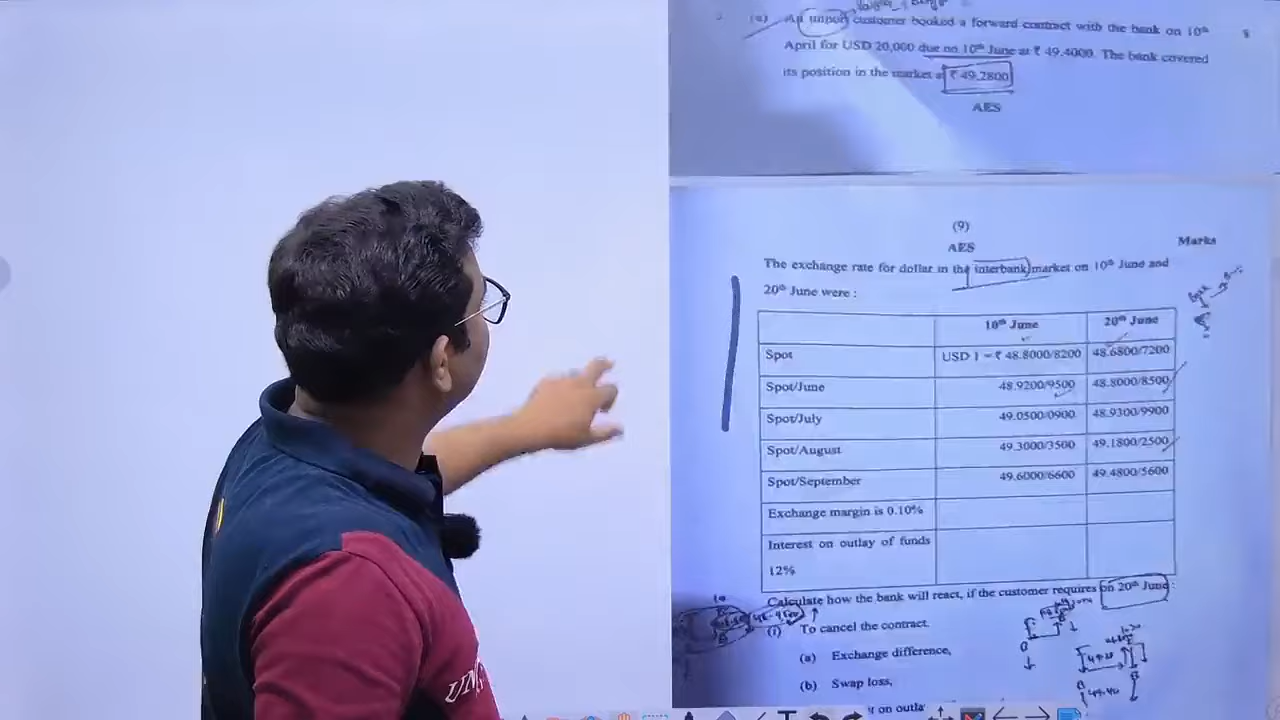 (a) An import customer booked a forward contract with the bank on 10th 8
April for USD 20,000 due on 10th June at ₹ 49.4000. The bank covered
its position in the market a ₹ 49.2800
AES
(9)
AES Marks
The exchange rate for dollar in the interbank market on 10th June and
20th June were :
10th June 20th June
Spot USD 1 = ₹ 48.8000/8200 48.6800/7200
Spot/June 48.9200/9500 48.8000/8500
Spot/July 49.0500/0900 48.9300/9900
Spot/August 49.3000/3500 49.1800/2500
Spot/September 49.6000/6600 49.4800/5600
Exchange margin is 0.10%
Interest on outlay of funds
12%
Calculate how the bank will react, if the customer requires on 20th June :
(i) To cancel the contract.
(a) Exchange difference,
(b) Swap loss,
on outla